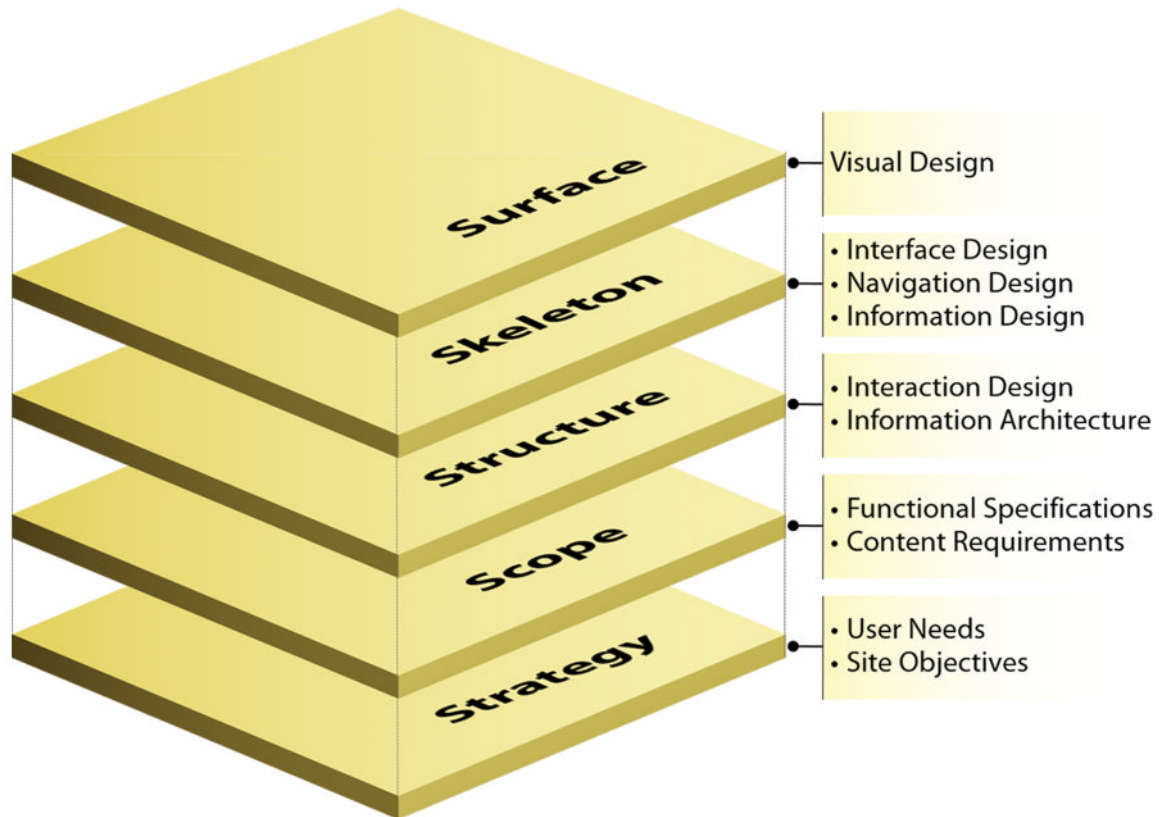 Surface
Visual Design
Skeleton
• Interface Design
• Navigation Design
• Information Design
Structure
• Interaction Design
• Information Architecture
Scope
• Functional Specifications
• Content Requirements
Strategy
• User Needs
• Site Objectives